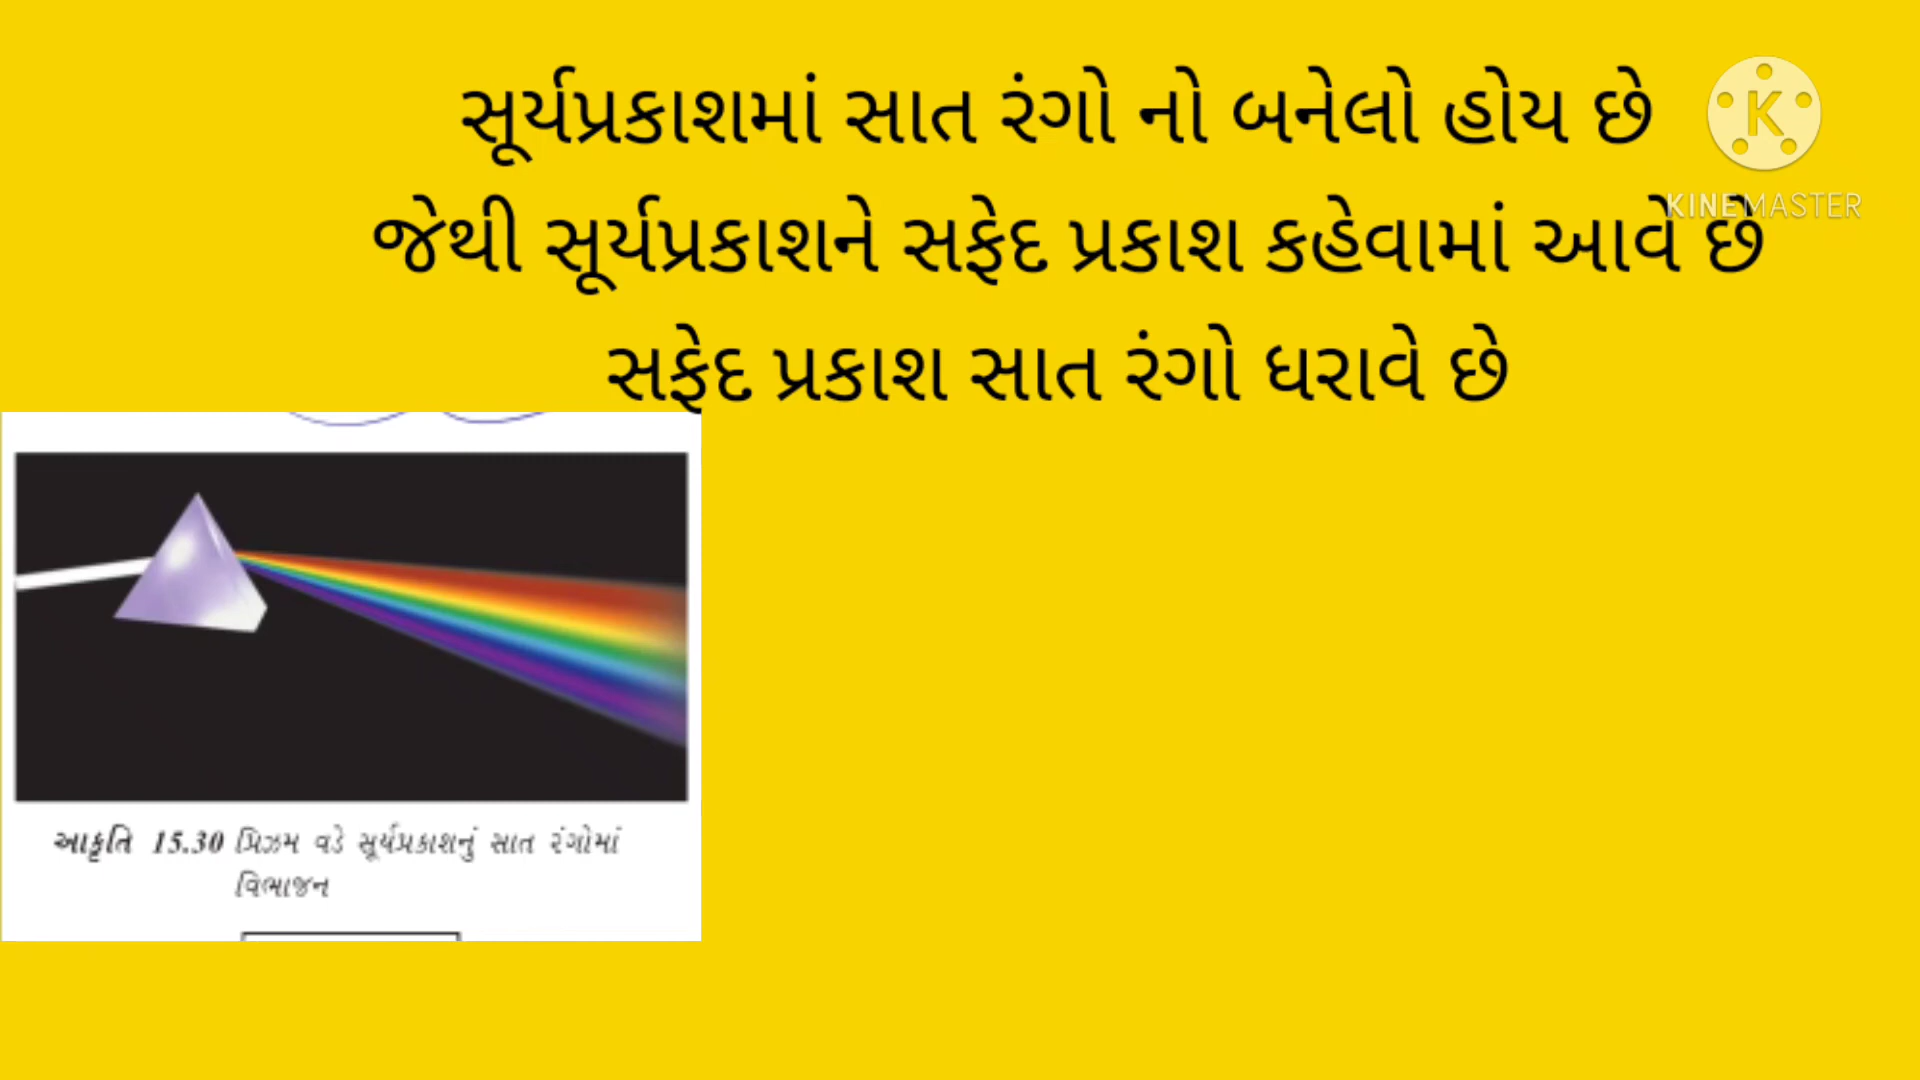 સૂર્યપ્રકાશમાં સાત રંગો નો બનેલો હોય છે
K
KINEMASTER
જેથી સૂર્યપ્રકાશને સફેદ પ્રકાશ કહેવામાં આવે છે
સફેદ પ્રકાશ સાત રંગો ધરાવે છે
આકૃતિ 15.30 પ્રિઝમ વડે સૂર્યપ્રકાશનું સાત રંગોમાં
વિભાજન